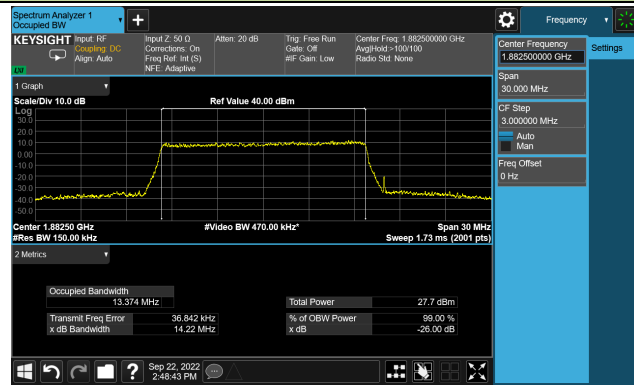 Spectrum Analyzer 1
Occupied BW
Frequency
KEYSIGHT
Input: RF
Coupling: DC
Align: Auto
Input Z: 50 Ω
Corrections: On
Freq Ref: Int (S)
NFE: Adaptive
Atten: 20 dB
Trig: Free Run
Gate: Off
#IF Gain: Low
Center Freq: 1.882500000 GHz
Avg|Hold:>100/100
Radio Std: None
Center Frequency
1.882500000 GHz
Settings
Span
30.000 MHz
CF Step
3.000000 MHz
Auto
Man
Freq Offset
0 Hz
1 Graph
Scale/Div 10.0 dB
Ref Value 40.00 dBm
Log
30.0
20.0
10.0
0.00
-10.0
-20.0
-30.0
-40.0
-50.0
Center 1.88250 GHz
#Video BW 470.00 kHz*
Span 30 MHz
#Res BW 150.00 kHz
Sweep 1.73 ms (2001 pts)
2 Metrics
Occupied Bandwidth
13.374 MHz
Total Power
27.7 dBm
Transmit Freq Error
36.842 kHz
% of OBW Power
99.00 %
x dB Bandwidth
14.22 MHz
x dB
-26.00 dB
?
Sep 22, 2022
2:48:43 PM